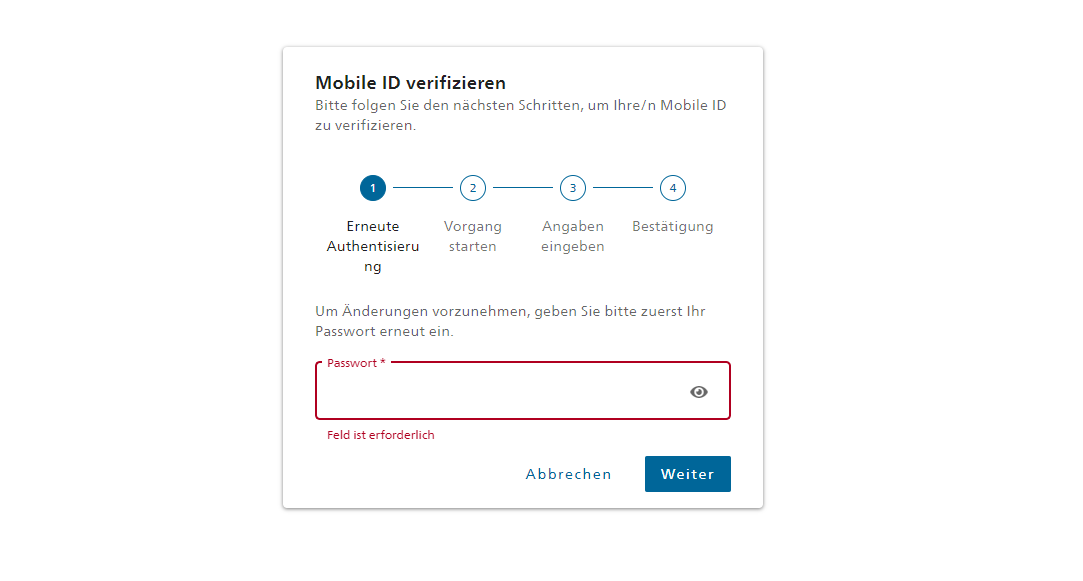 Mobile ID verifizieren
Bitte folgen Sie den nächsten Schritten, um Ihre/n Mobile ID
zu verifizieren.
1
2
3
4
Erneute
Authentisieru
ng
Vorgang
starten
Angaben
eingeben
Bestätigung
Um Änderungen vorzunehmen, geben Sie bitte zuerst Ihr
Passwort erneut ein.
Passwort *
Feld ist erforderlich
Abbrechen
Weiter